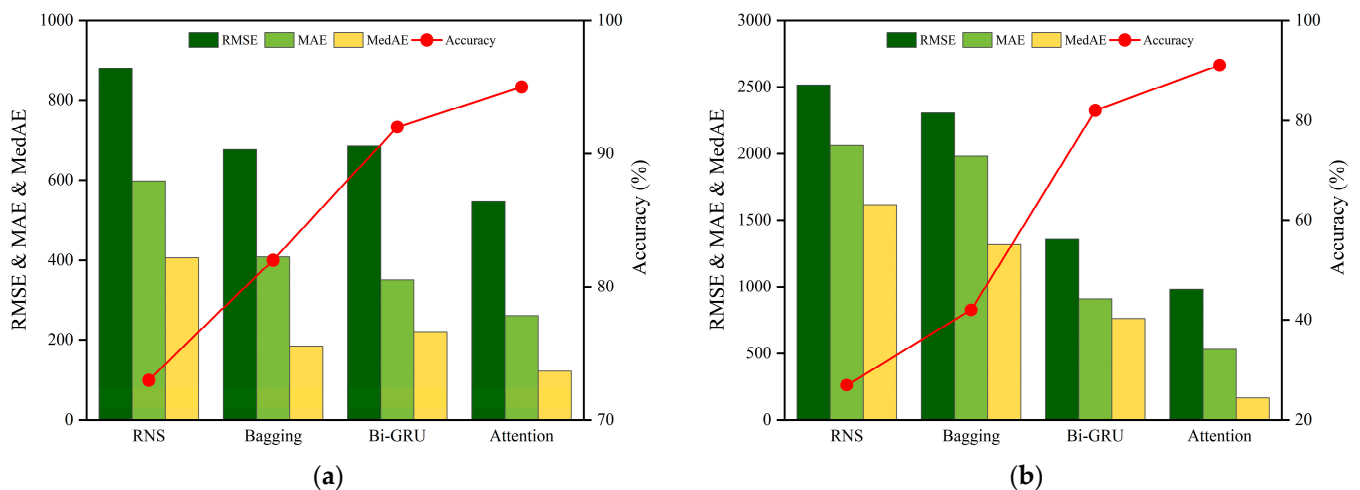 RMSE MAE MedAE Accuracy
1000
800
600
400
200
0
RMSE & MAE & MedAE
100
90
80
70
Accuracy (%)
RNS Bagging Bi-GRU Attention
(a)
RMSE MAE MedAE Accuracy
3000
2500
2000
1500
1000
500
0
RMSE & MAE & MedAE
100
80
60
40
20
Accuracy (%)
RNS Bagging Bi-GRU Attention
(b)